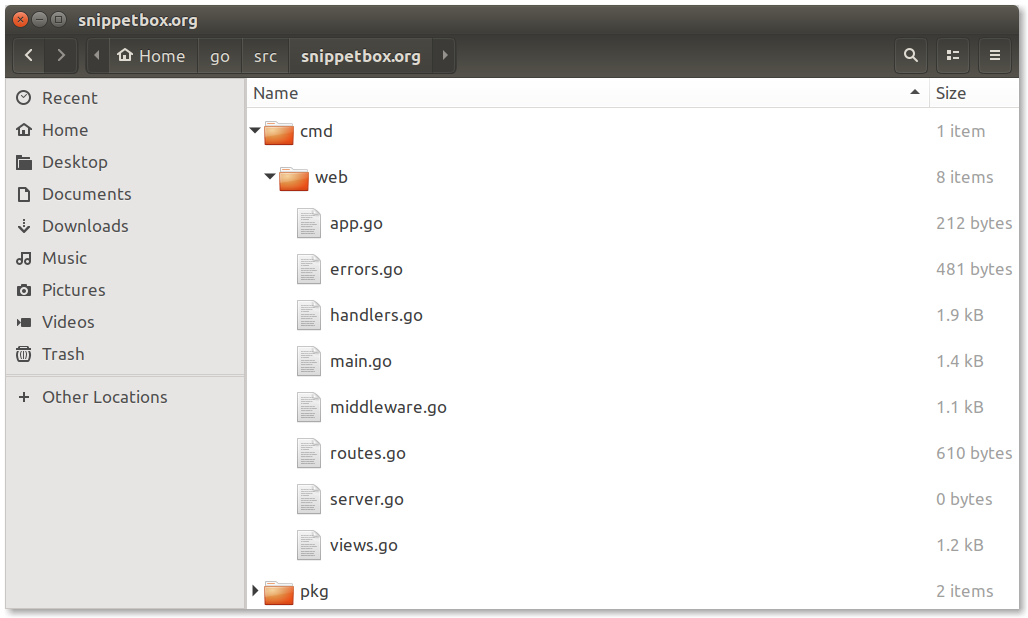 snippetbox.org
Home go src snippetbox.org
Name Size
Recent
Home
Desktop
Documents
Downloads
Music
Pictures
Videos
Trash
Other Locations
cmd 1 item
web 8 items
app.go 212 bytes
errors.go 481 bytes
handlers.go 1.9 kB
main.go 1.4 kB
middleware.go 1.1 kB
routes.go 610 bytes
server.go 0 bytes
views.go 1.2 kB
pkg 2 items